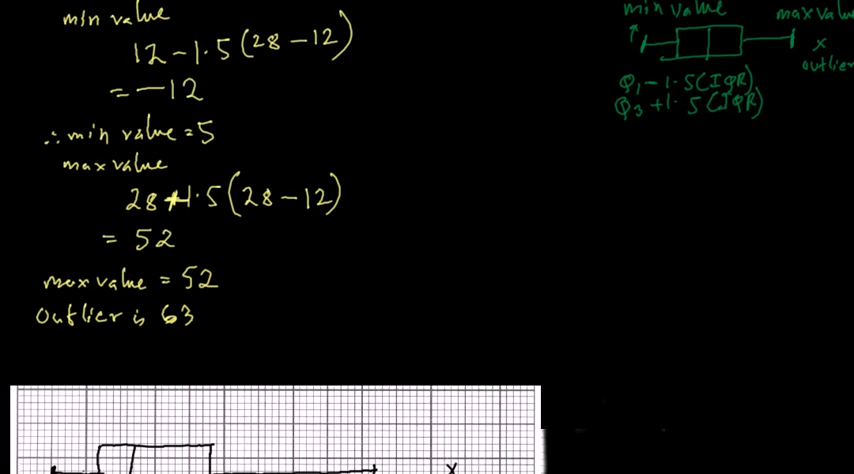 min value
12 - 1.5 (28 - 12)
= -12
∴ min value = 5
max value
28 + 1.5 (28 - 12)
= 52
max value = 52
Outlier is 63
min value
max value
x
outlier
Q1 - 1.5 (IQR)
Q3 + 1.5 (IQR)
x